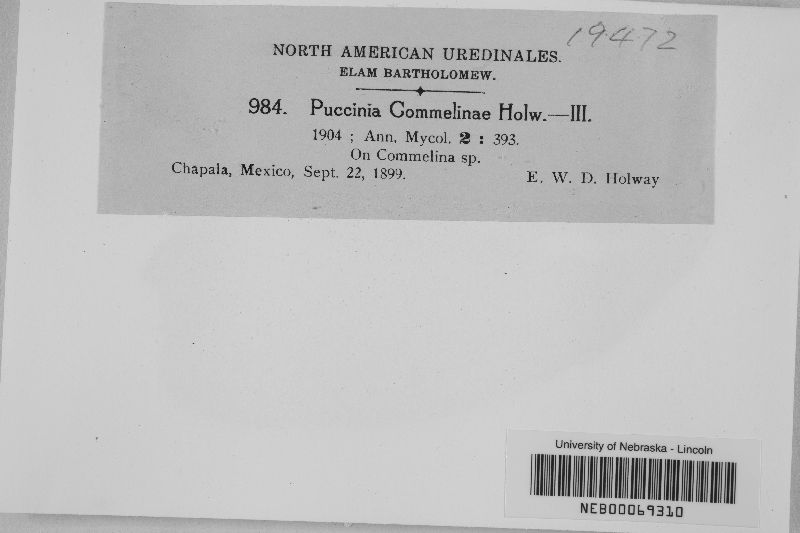 19472
NORTH AMERICAN UREDINALES.
ELAM BARTHOLOMEW.
984. Puccinia Commelinae Holw.—III.
1904 ; Ann. Mycol. 2 : 393.
On Commelina sp.
Chapala, Mexico, Sept. 22, 1899. E. W. D. Holway
University of Nebraska - Lincoln
NEB00069310